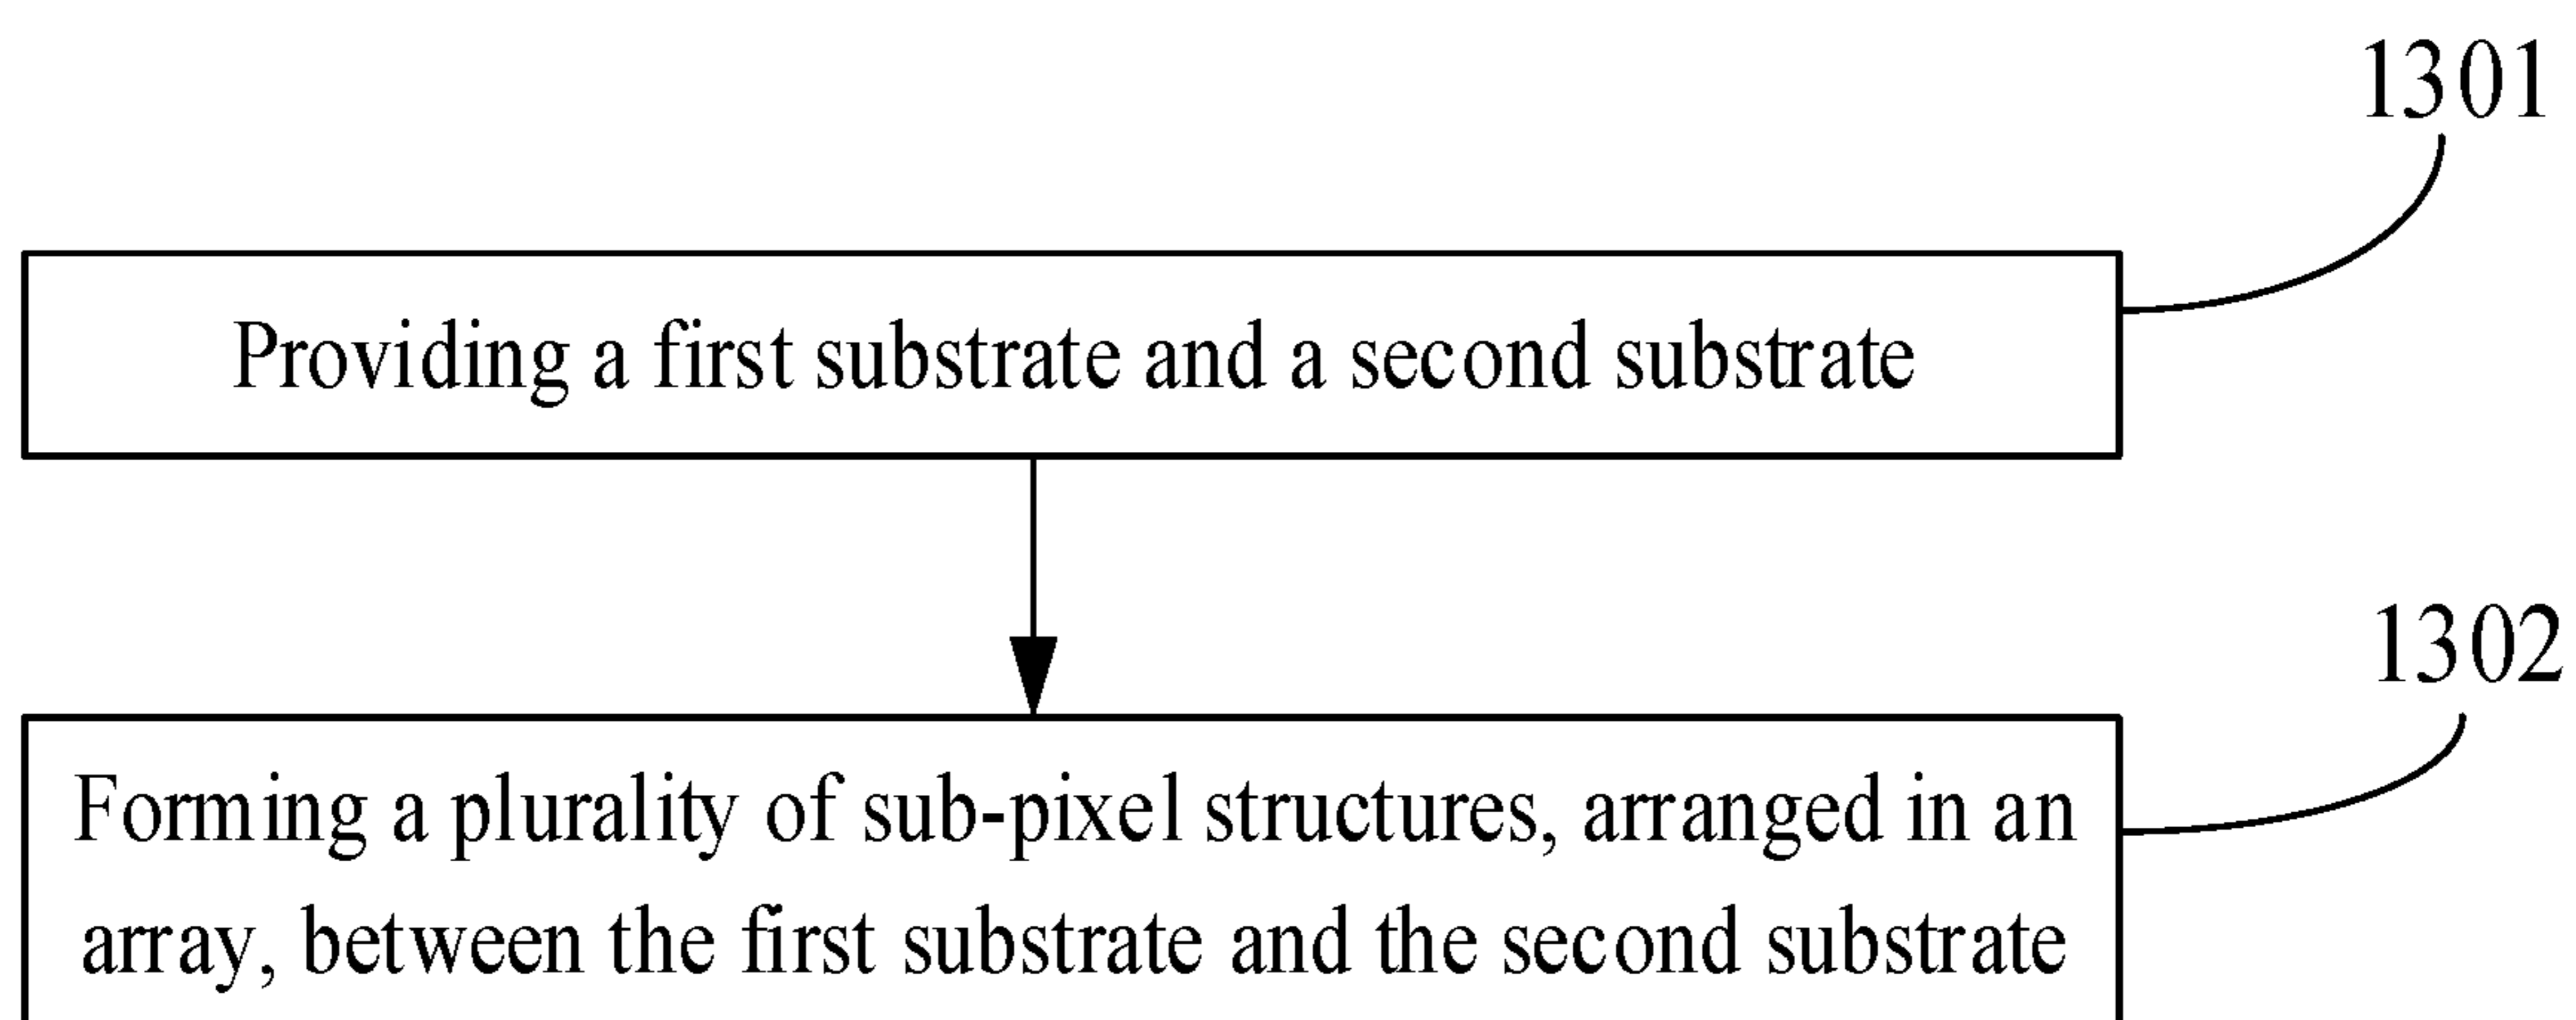 1301
Providing a first substrate and a second substrate
1302
Forming a plurality of sub-pixel structures, arranged in an
array, between the first substrate and the second substrate